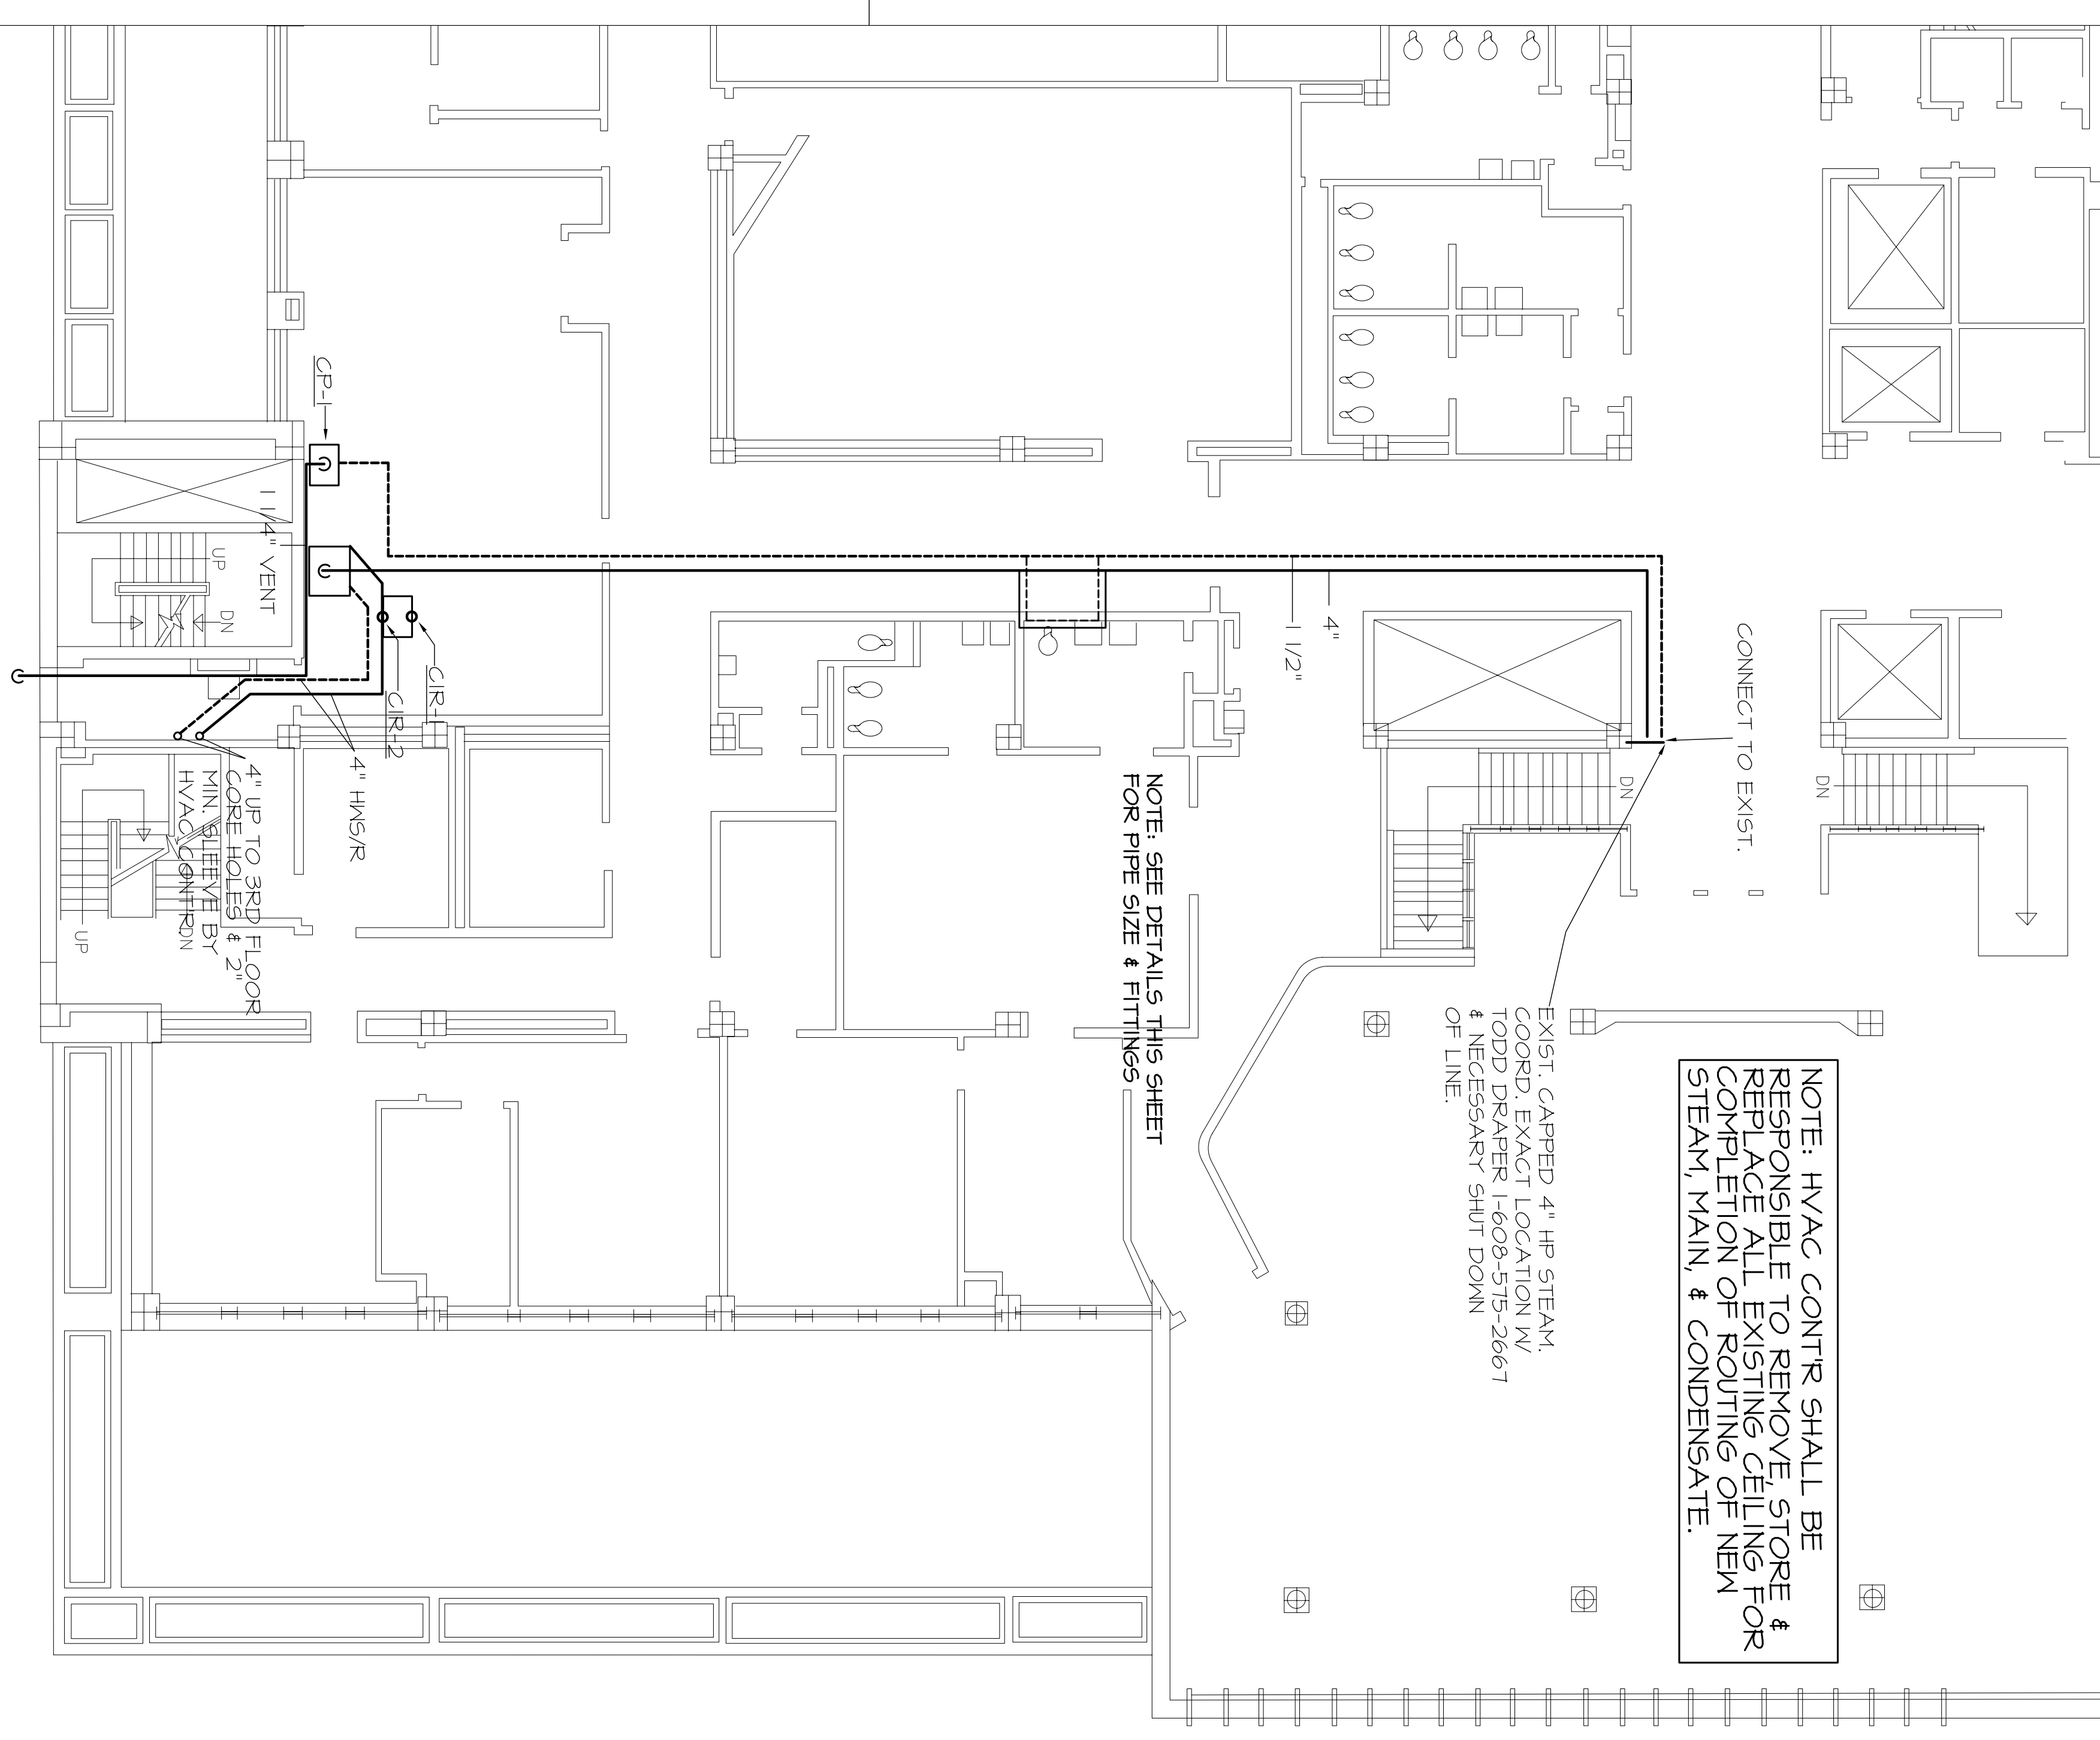 NOTE: HVAC CONT'R SHALL BE
RESPONSIBLE TO REMOVE, STORE &
REPLACE ALL EXISTING CEILING FOR
COMPLETION OF ROUTING OF NEW
STEAM, MAIN, & CONDENSATE.
CONNECT TO EXIST.
DN
DN
EXIST. CAPPED 4" HP STEAM.
COORD. EXACT LOCATION W/
TODD DRAPER 1-608-575-2667
& NECESSARY SHUT DOWN
OF LINE.
4"
1 1/2"
NOTE: SEE DETAILS THIS SHEET
FOR PIPE SIZE & FITTINGS
CIR-1
CIR-2
4" HWS/R
CP-1
1 1/4" VENT
UP
DN
4" UP TO 3RD FLOOR
CORE HOLES & 2"
MIN. SLEEVE BY
HVAC CONT'R.
DN
UP